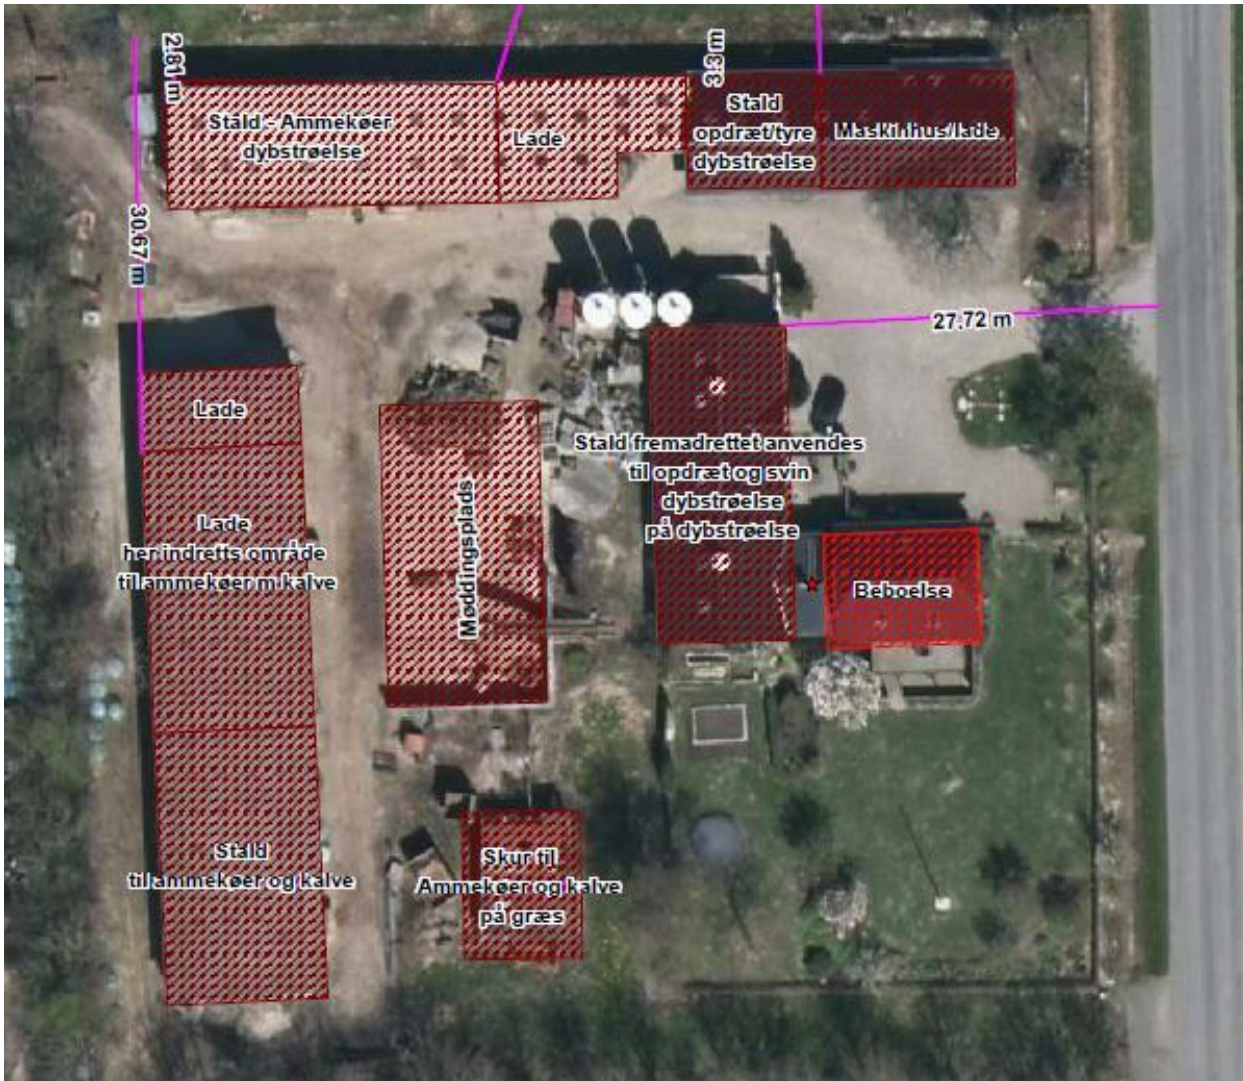 2.81 m
3.3 m
Stald - Ammekøer
dybstrøelse
Lade
Stald
opdræt/tyre
dybstrøelse
Maskinhus/lade
30.67 m
27.72 m
Lade
Stald fremadrettet anvendes
til opdræt og svin
dybstrøelse
på dybstrøelse
Lade
her indretts område
til ammekøer m kalve
Møddingsplads
Beboelse
Stald
til ammekøer og kalve
Skur til
Ammekøer og kalve
på græs